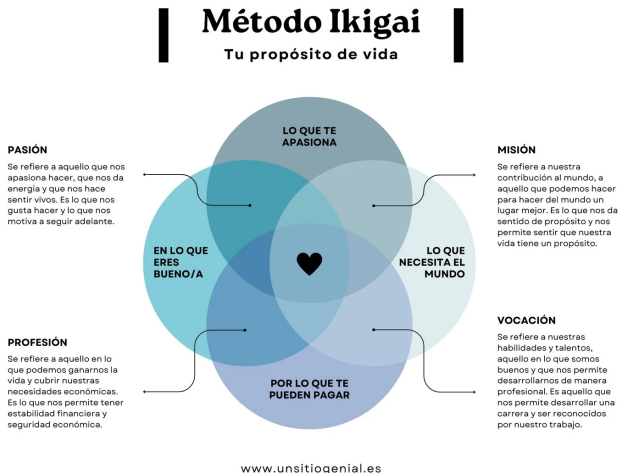 Método Ikigai
Tu propósito de vida
LO QUE TE
APASIONA
PASIÓN
Se refiere a aquello que nos
apasiona hacer, que nos da
energía y que nos hace
sentir vivos. Es lo que nos
gusta hacer y lo que nos
motiva a seguir adelante.
MISIÓN
Se refiere a nuestra
contribución al mundo, a
aquello que podemos hacer
para hacer del mundo un
lugar mejor. Es lo que nos da
sentido de propósito y nos
permite sentir que nuestra
vida tiene un propósito.
EN LO QUE
ERES
BUENO/A
LO QUE
NECESITA EL
MUNDO
PROFESIÓN
Se refiere a aquello en lo
que podemos ganarnos la
vida y cubrir nuestras
necesidades económicas.
Es lo que nos permite tener
estabilidad financiera y
seguridad económica.
VOCACIÓN
Se refiere a nuestras
habilidades y talentos,
aquello en lo que somos
buenos y que nos permite
desarrollarnos de manera
profesional. Es aquello que
nos permite desarrollar una
carrera y ser reconocidos
por nuestro trabajo.
POR LO QUE TE
PUEDEN PAGAR
www.unsitiogenial.es